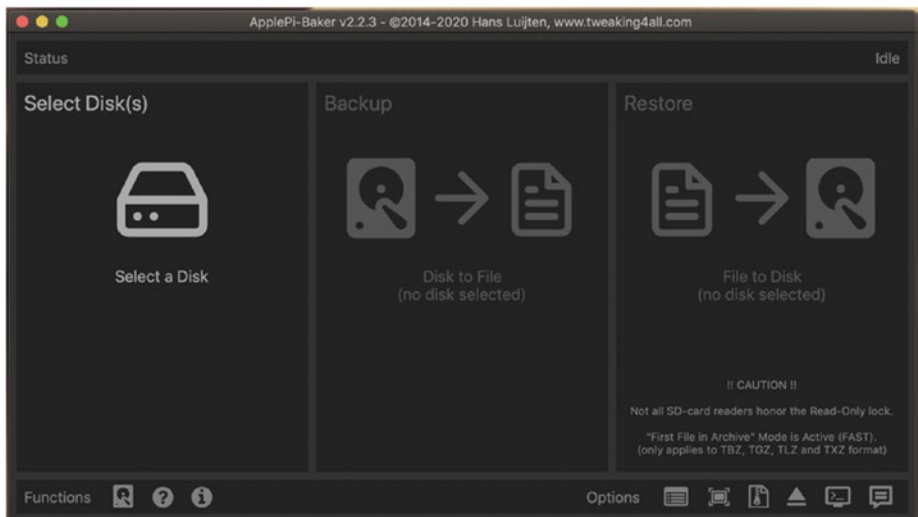 ApplePi-Baker v2.2.3 - ©2014-2020 Hans Luijten, www.tweaking4all.com
Status
Idle
Select Disk(s)
Select a Disk
Backup
Disk to File
(no disk selected)
Restore
File to Disk
(no disk selected)
!! CAUTION !!
Not all SD-card readers honor the Read-Only lock.
"First File in Archive" Mode is Active (FAST).
(only applies to TBZ, TGZ, TLZ and TXZ format)
Functions
Options